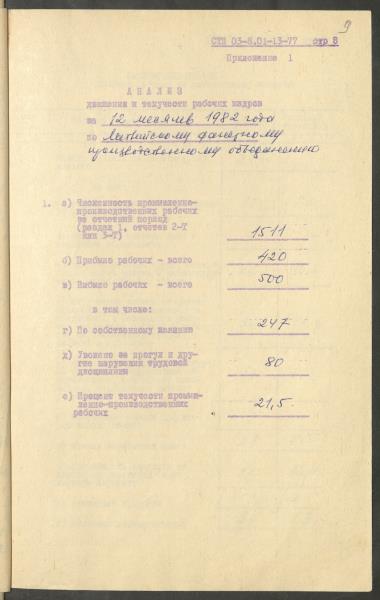 9
СТП 03-8.01-13-77 стр 8
Приложение 1
АНАЛИЗ
движения и текучести рабочих кадров
за 12 месяцев 1982 года
по Латвийскому фанерному
производственному объединению
1. а) Численность промышленно-
производственных рабочих
за отчетный период
(раздел 1, отчетов 2-Т
или 3-Т) 1511
б) Прибыло рабочих - всего 420
в) Выбыло рабочих - всего 500
в том числе:
г) По собственному желанию 247
д) Уволено за прогул и дру-
гие нарушения трудовой
дисциплины 80
е) Процент текучести промыш-
ленно-производственных
рабочих 21,5